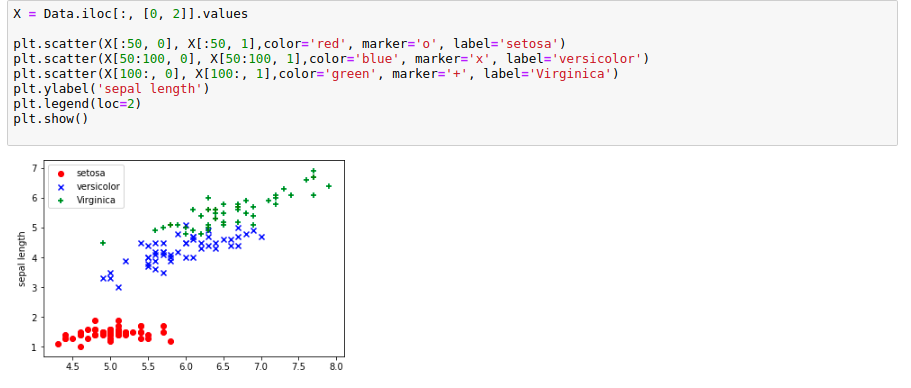 X = Data.iloc[:, [0, 2]].values
plt.scatter(X[:50, 0], X[:50, 1],color='red', marker='o', label='setosa')
plt.scatter(X[50:100, 0], X[50:100, 1],color='blue', marker='x', label='versicolor')
plt.scatter(X[100:, 0], X[100:, 1],color='green', marker='+', label='Virginica')
plt.ylabel('sepal length')
plt.legend(loc=2)
plt.show()
setosa
versicolor
Virginica
sepal length
7
6
5
4
3
2
1
4.5 5.0 5.5 6.0 6.5 7.0 7.5 8.0